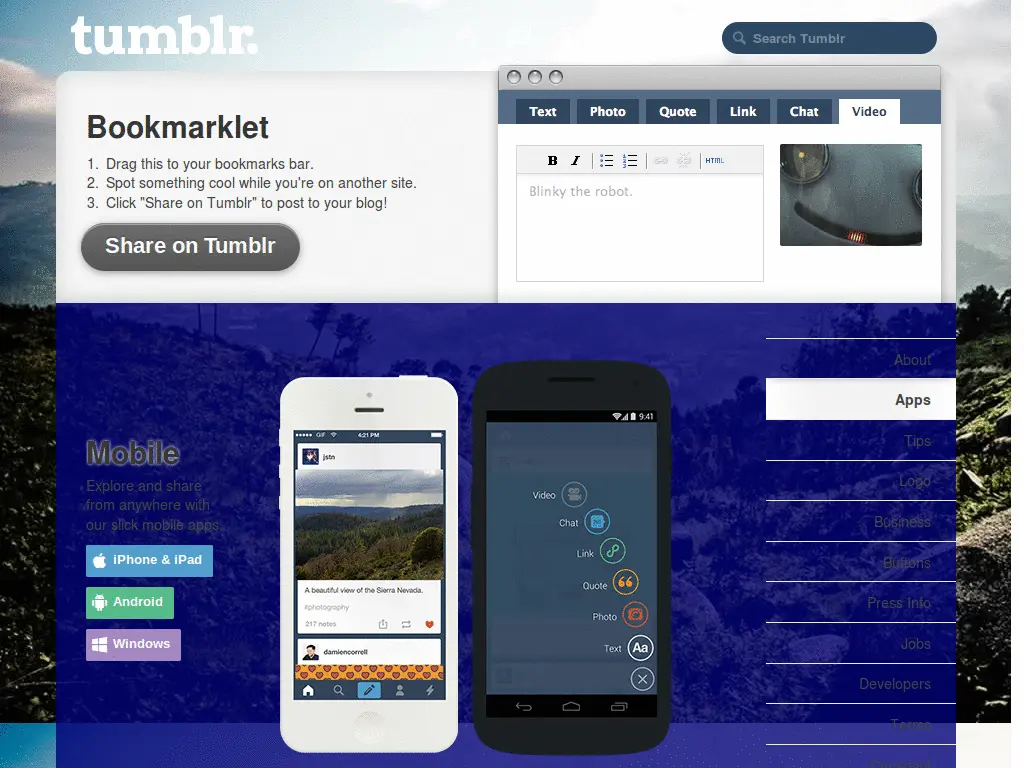 tumblr.
Search Tumblr
Bookmarklet
1. Drag this to your bookmarks bar.
2. Spot something cool while you're on another site.
3. Click "Share on Tumblr" to post to your blog!
Share on Tumblr
Text Photo Quote Link Chat Video
B I HTML
Blinky the robot.
About
Apps
Tips
Logo
Business
Buttons
Press Info
Jobs
Developers
Terms
Mobile
Explore and share
from anywhere with
our slick mobile apps.
iPhone & iPad
Android
Windows
GIF 4:21 PM
jstn
A beautiful view of the Sierra Nevada.
#photography
217 notes
damiencorrell
9:41
Video
Chat
Link
Quote
Photo
Text Aa